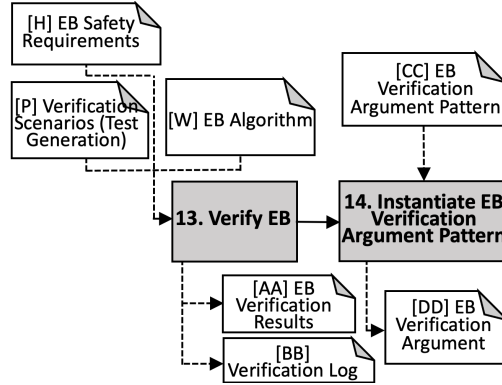 [H] EB Safety
Requirements
[P] Verification
Scenarios (Test
Generation)
[W] EB Algorithm
[CC] EB
Verification
Argument Pattern
13. Verify EB
14. Instantiate EB
Verification
Argument Pattern
[AA] EB
Verification
Results
[BB]
Verification Log
[DD] EB
Verification
Argument